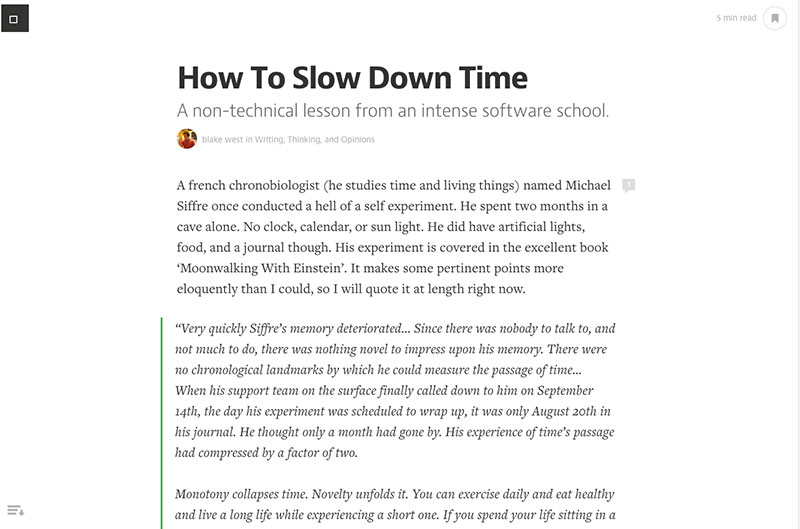 5 min read
How To Slow Down Time
A non-technical lesson from an intense software school.
blake west in Writing, Thinking, and Opinions
A french chronobiologist (he studies time and living things) named Michael
1
Siffre once conducted a hell of a self experiment. He spent two months in a
cave alone. No clock, calendar, or sun light. He did have artificial lights,
food, and a journal though. His experiment is covered in the excellent book
‘Moonwalking With Einstein’. It makes some pertinent points more
eloquently than I could, so I will quote it at length right now.
“Very quickly Siffre’s memory deteriorated… Since there was nobody to talk to, and
not much to do, there was nothing novel to impress upon his memory. There were
no chronological landmarks by which he could measure the passage of time…
When his support team on the surface finally called down to him on September
14th, the day his experiment was scheduled to wrap up, it was only August 20th in
his journal. He thought only a month had gone by. His experience of time’s passage
had compressed by a factor of two.
Monotony collapses time. Novelty unfolds it. You can exercise daily and eat healthy
and live a long life while experiencing a short one. If you spend your life sitting in a